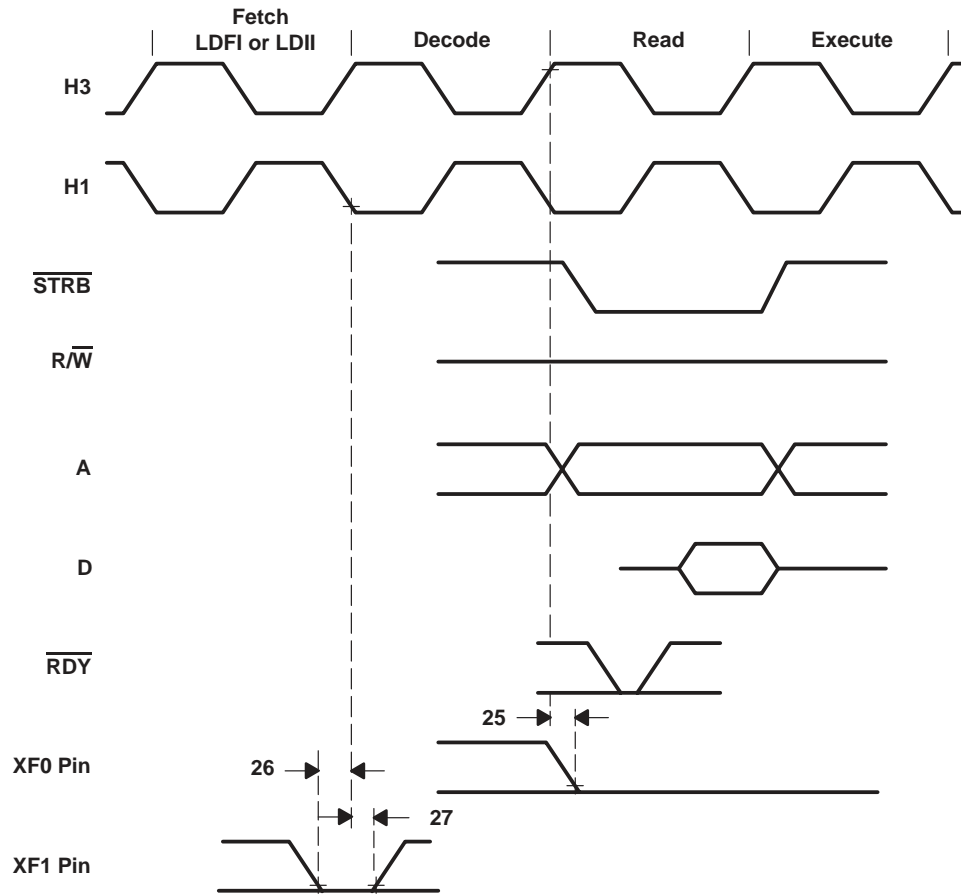 Fetch
LDFI or LDII
Decode
Read
Execute
H3
H1
STRB
R/W
A
D
RDY
25
XF0 Pin
26
27
XF1 Pin